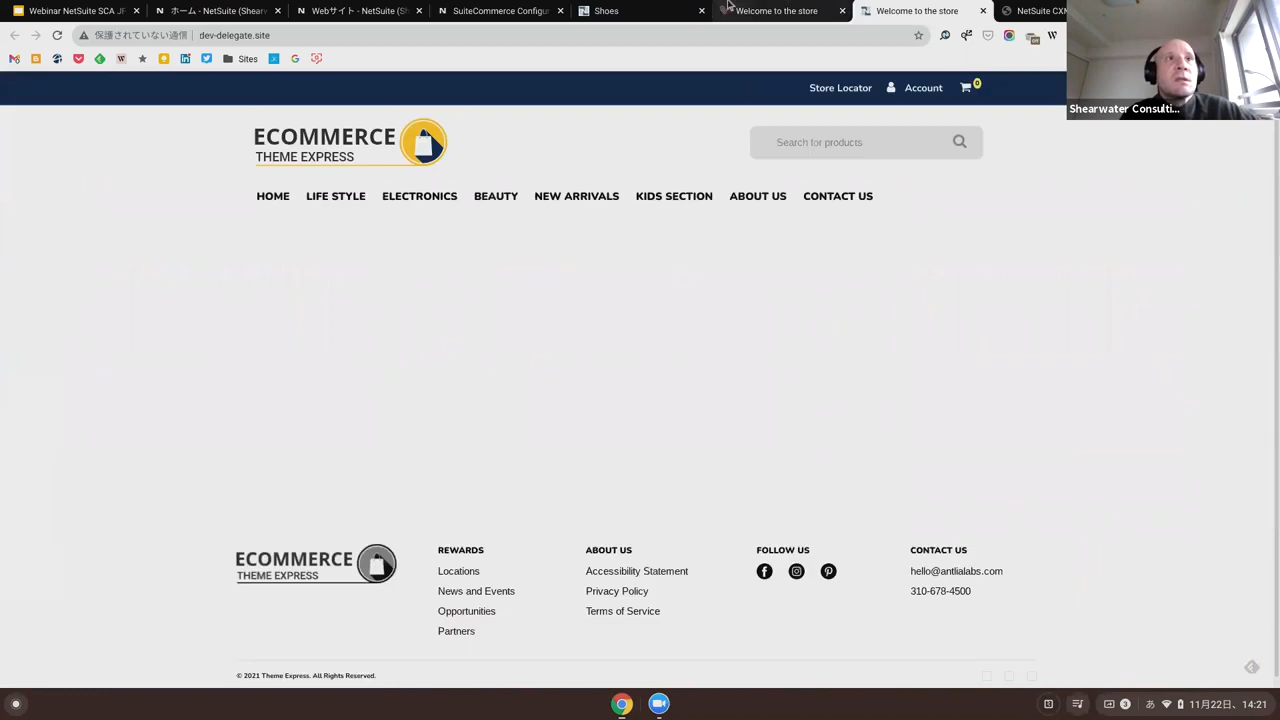 Webinar NetSuite SCA JP
ホーム - NetSuite (Shearw
Webサイト - NetSuite (Sh
SuiteCommerce Configur
Shoes
Welcome to the store
Welcome to the store
NetSuite CXM
保護されていない通信 | dev-delegate.site
Sites
Shearwater Consulti...
Store Locator
Account
0
ECOMMERCE
THEME EXPRESS
Search for products
HOME
LIFE STYLE
ELECTRONICS
BEAUTY
NEW ARRIVALS
KIDS SECTION
ABOUT US
CONTACT US
ECOMMERCE
THEME EXPRESS
REWARDS
Locations
News and Events
Opportunities
Partners
ABOUT US
Accessibility Statement
Privacy Policy
Terms of Service
FOLLOW US
CONTACT US
hello@antlialabs.com
310-678-4500
© 2021 Theme Express. All Rights Reserved.
あ
11月22日、14:21